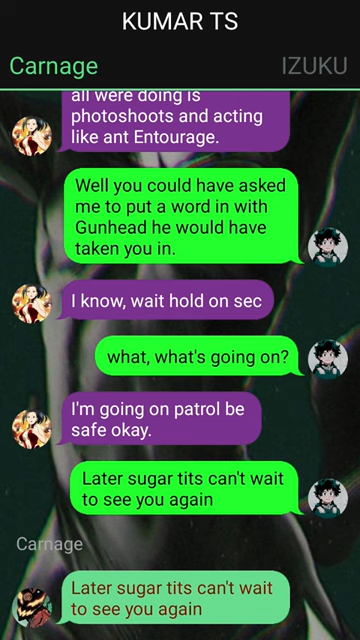 KUMAR TS
Carnage
IZUKU
all were doing is
photoshoots and acting
like ant Entourage.
Well you could have asked
me to put a word in with
Gunhead he would have
taken you in.
I know, wait hold on sec
what, what's going on?
I'm going on patrol be
safe okay.
Later sugar tits can't wait
to see you again
Carnage
Later sugar tits can't wait
to see you again